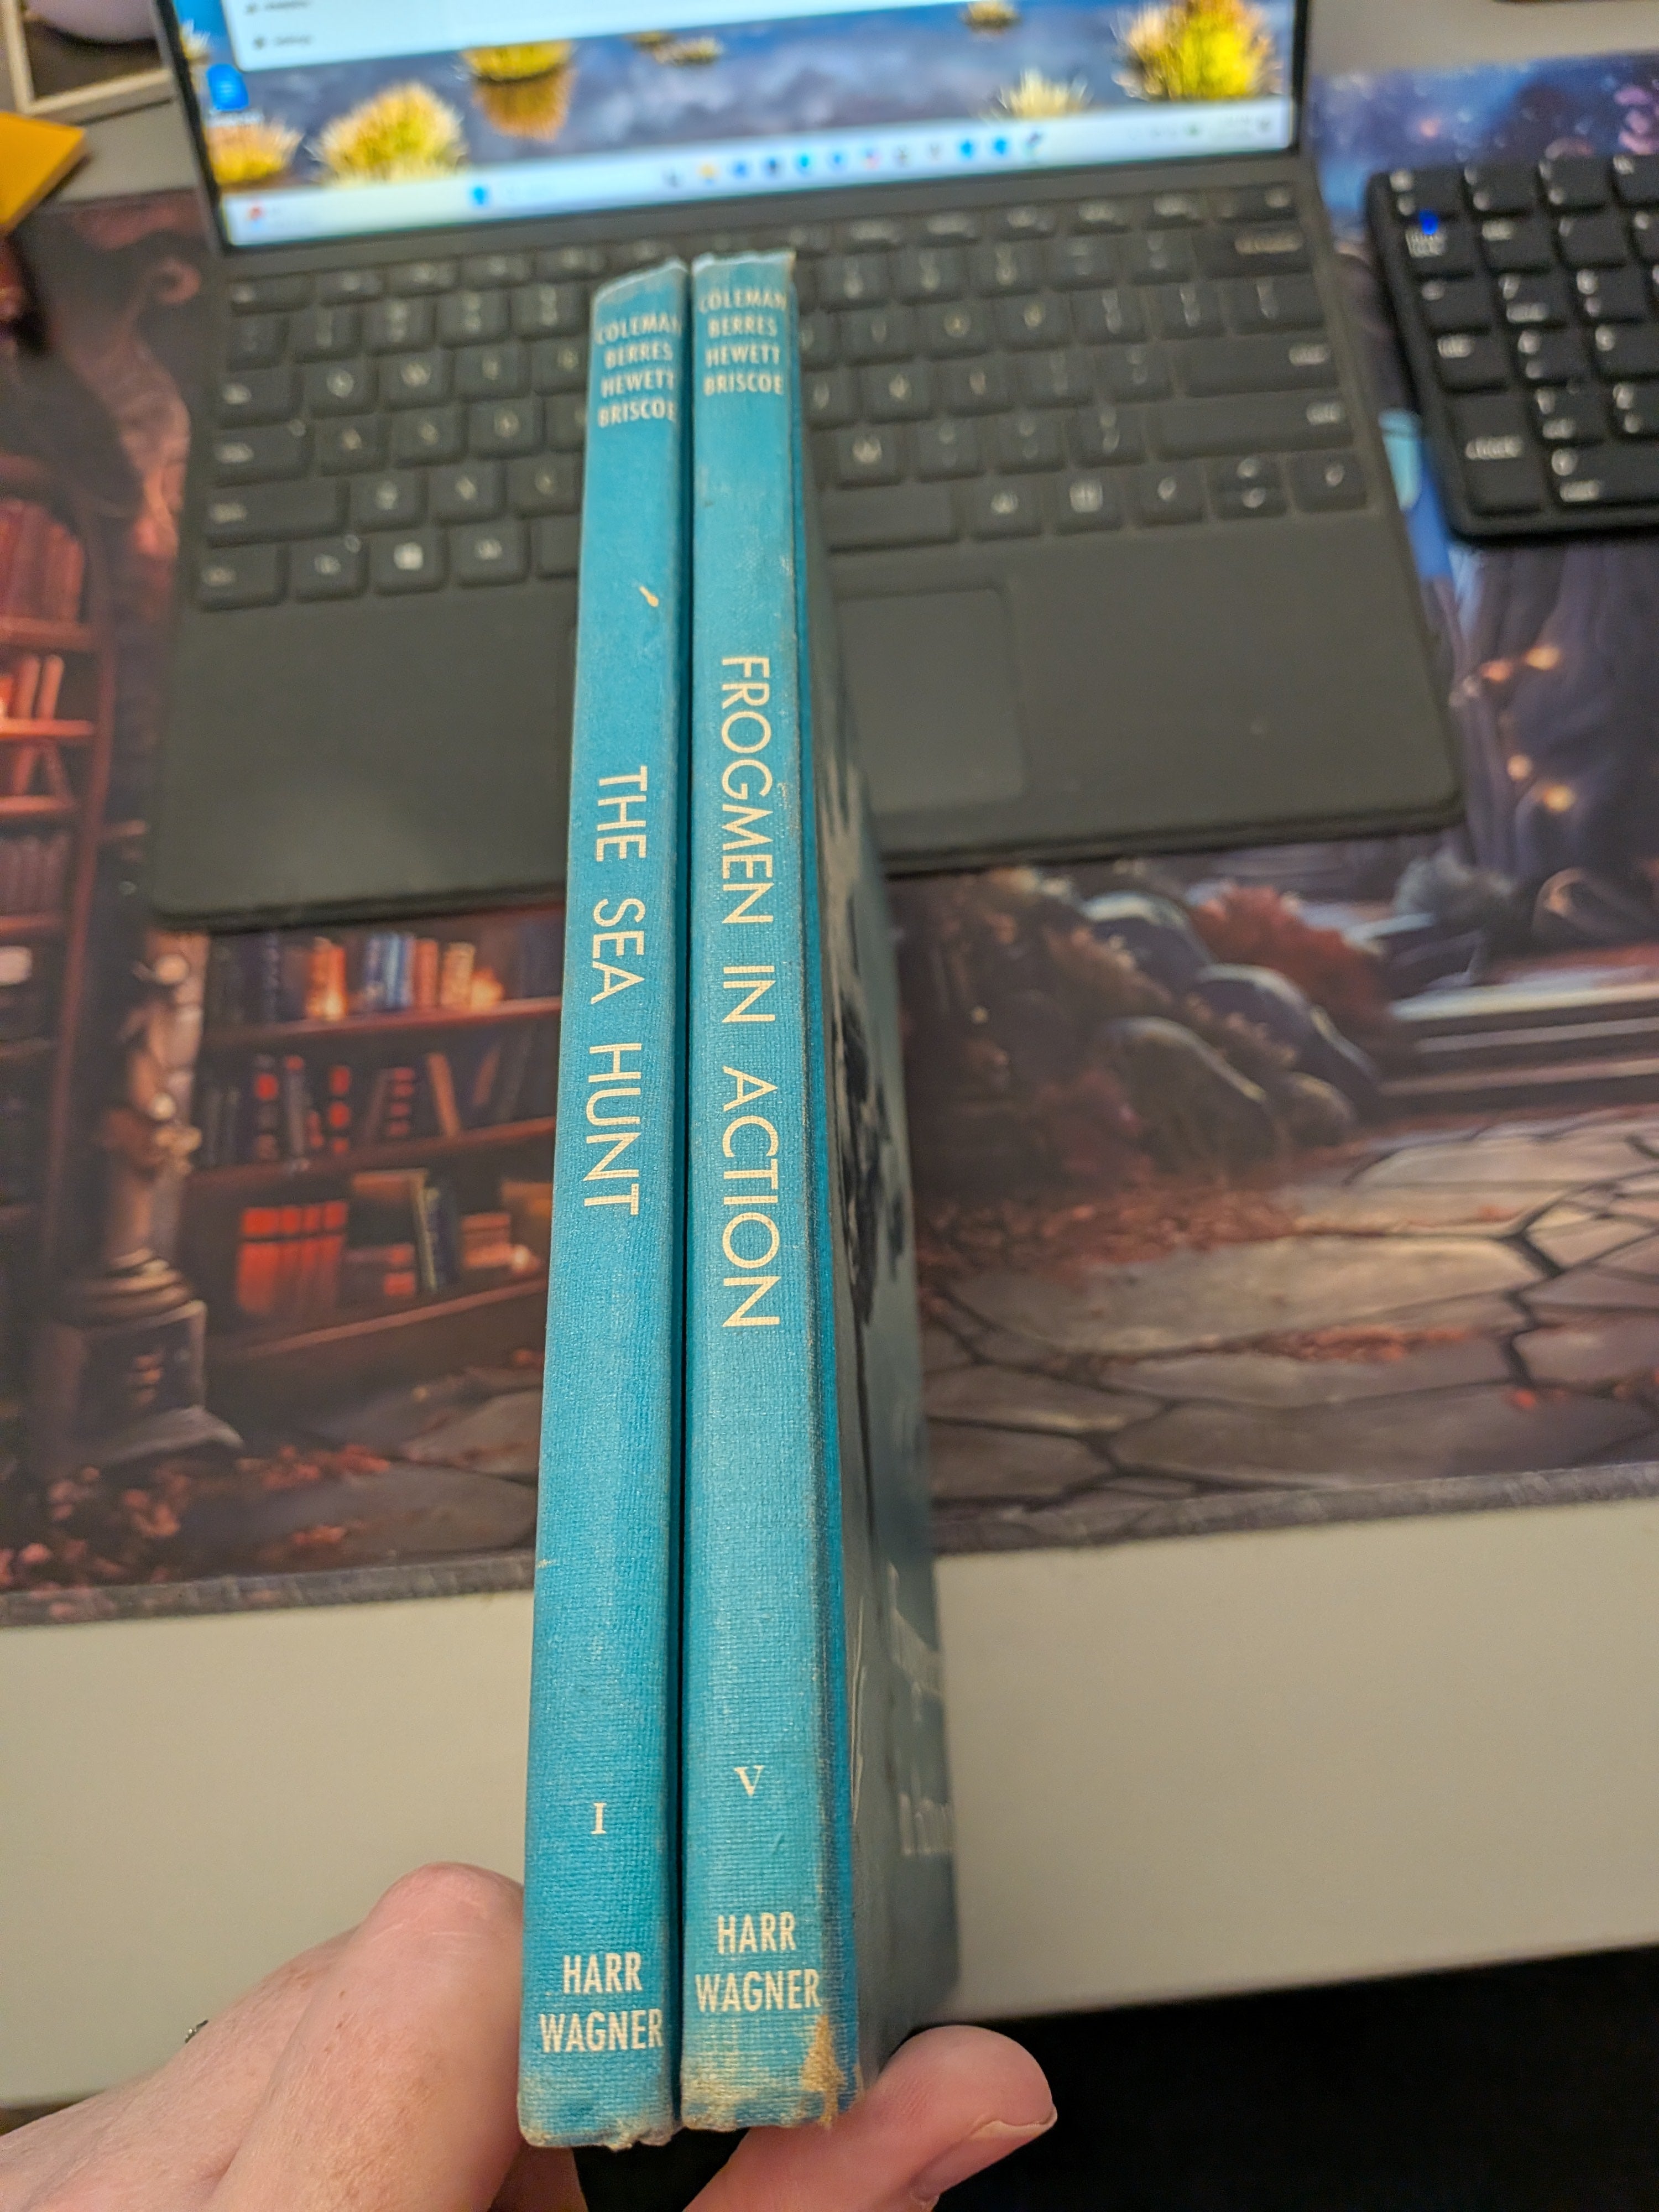 COLEMAN
BERRES
HEWETT
BRISCOE
THE SEA HUNT
I
HARR
WAGNER
COLEMAN
BERRES
HEWETT
BRISCOE
FROGMEN IN ACTION
V
HARR
WAGNER